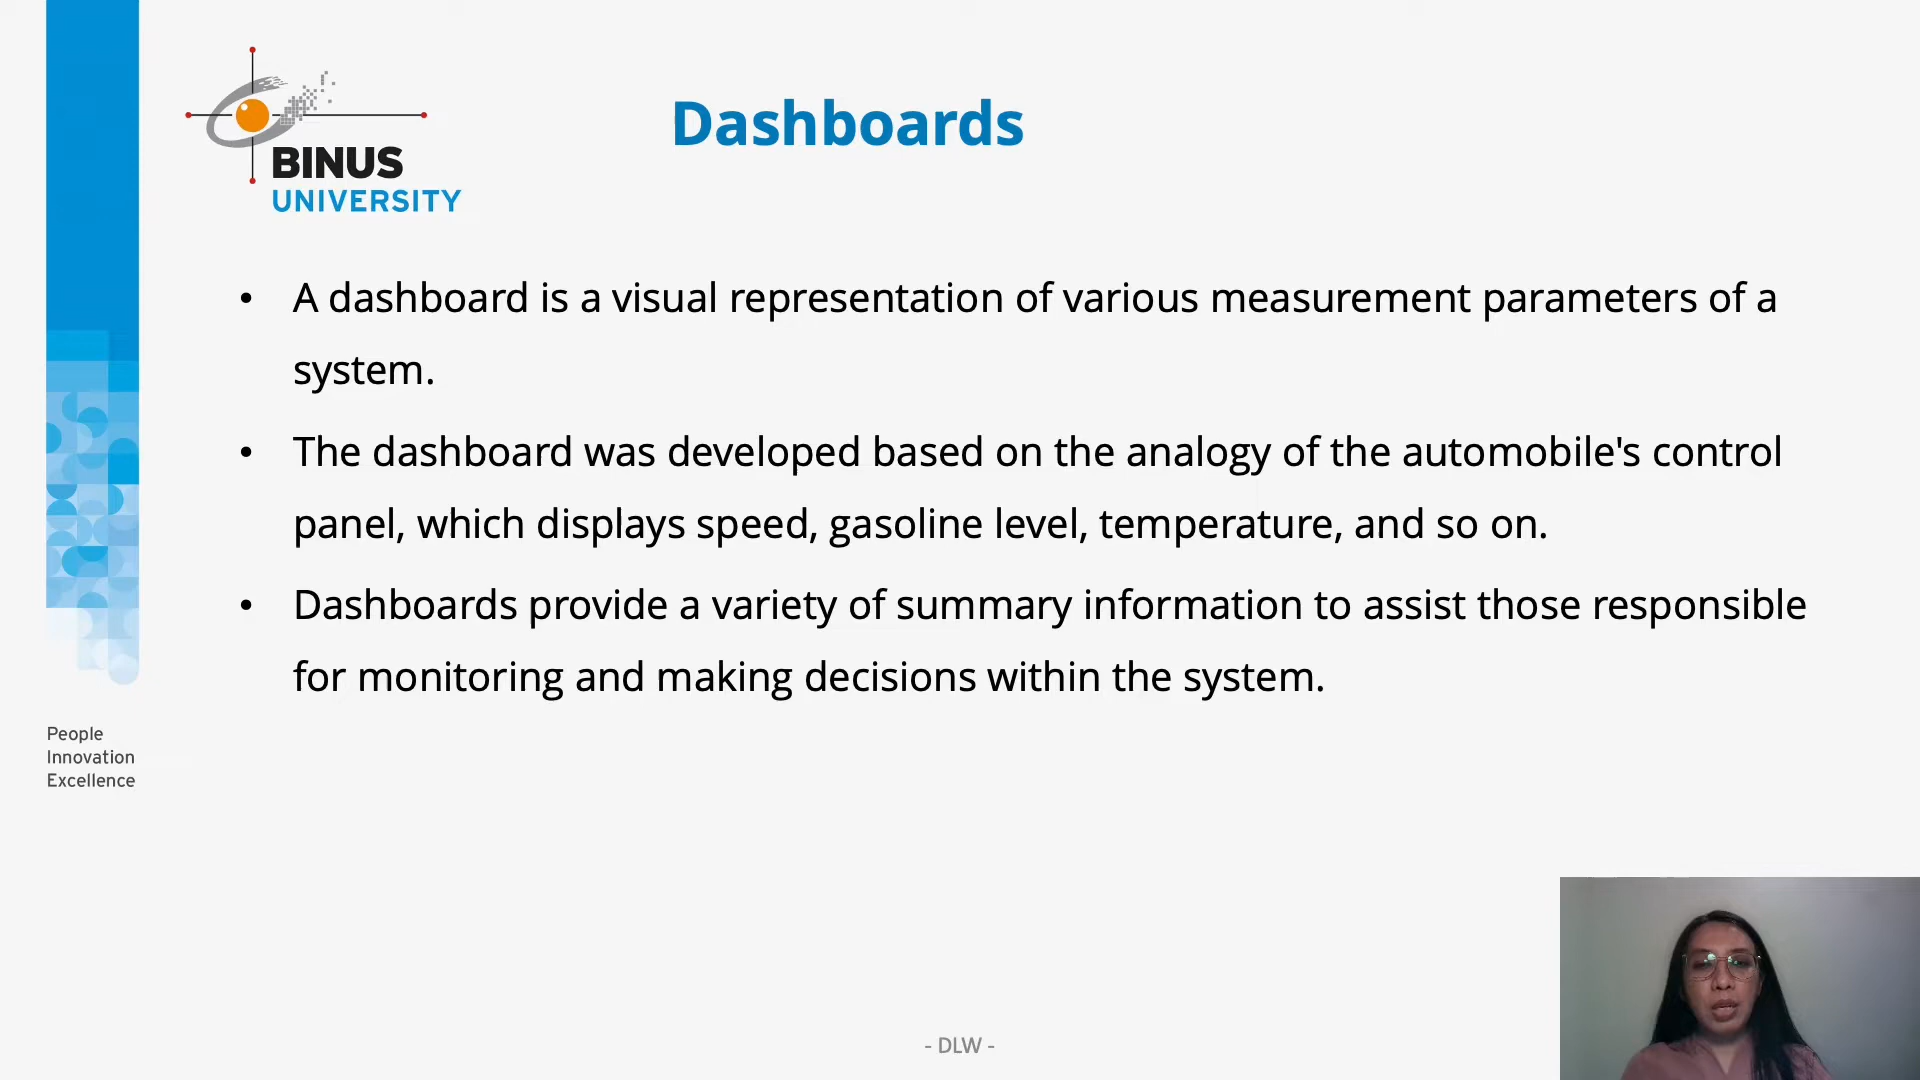 BINUS
UNIVERSITY
Dashboards
• A dashboard is a visual representation of various measurement parameters of a
system.
• The dashboard was developed based on the analogy of the automobile's control
panel, which displays speed, gasoline level, temperature, and so on.
• Dashboards provide a variety of summary information to assist those responsible
for monitoring and making decisions within the system.
People
Innovation
Excellence
- DLW -